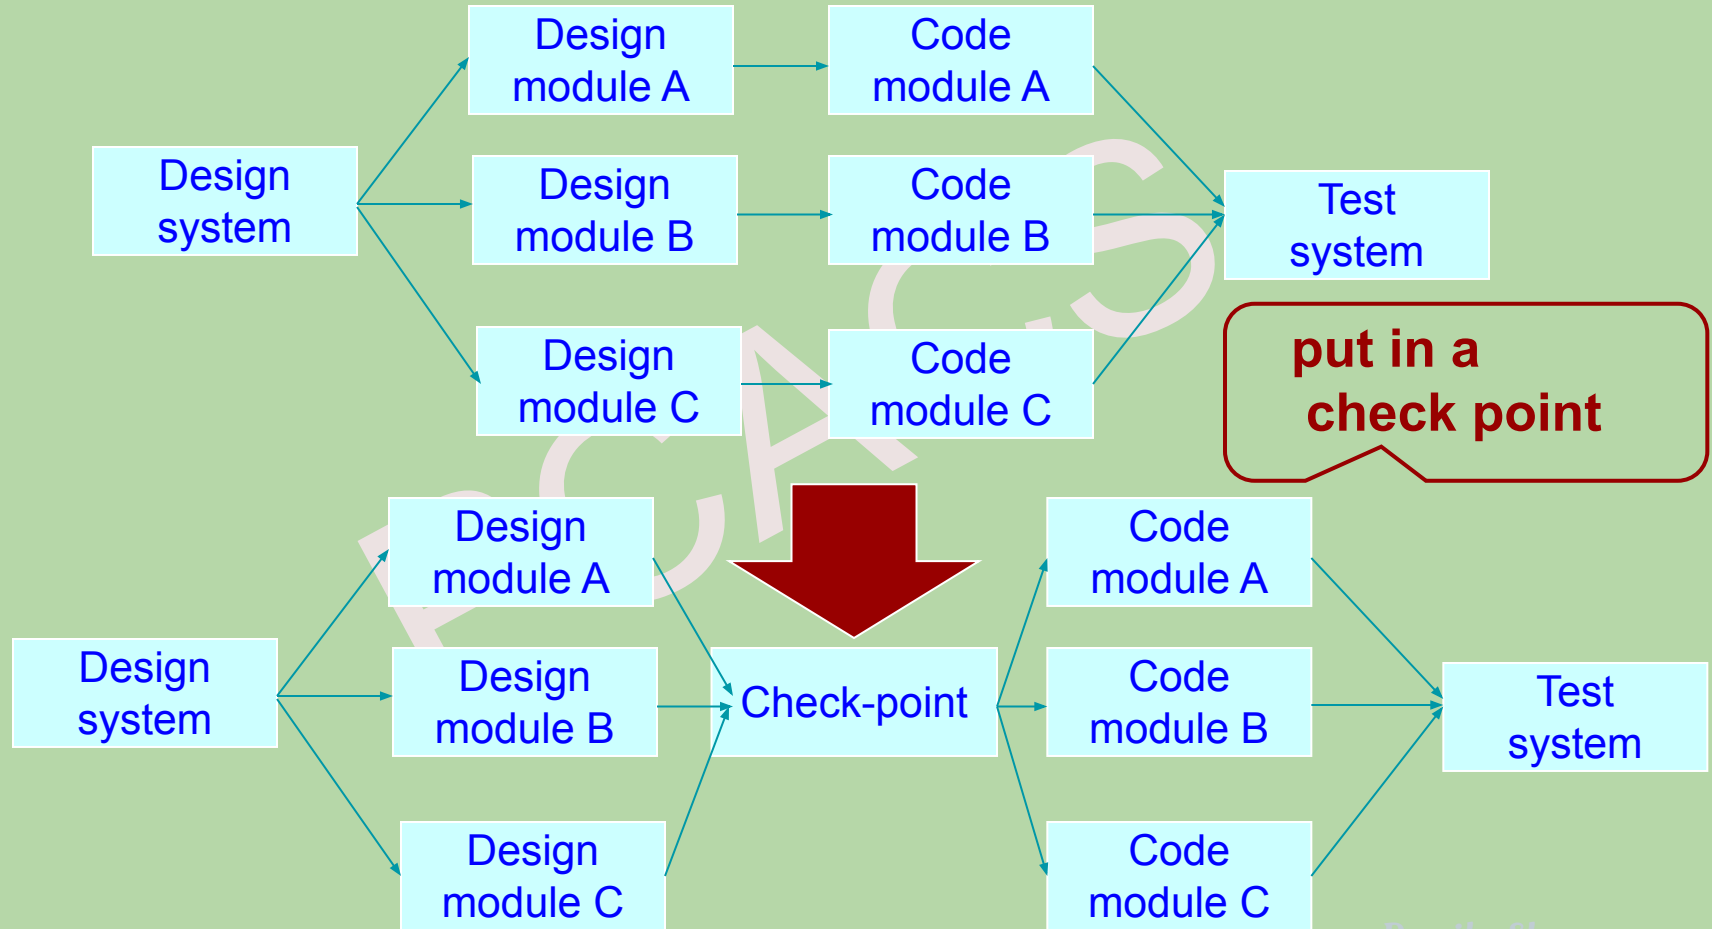 Design
module A
Code
module A
Design
system
Design
module B
Code
module B
Test
system
Design
module C
Code
module C
put in a
check point
PCACS
Design
module A
Code
module A
Design
system
Design
module B
Check-point
Code
module B
Test
system
Design
module C
Code
module C